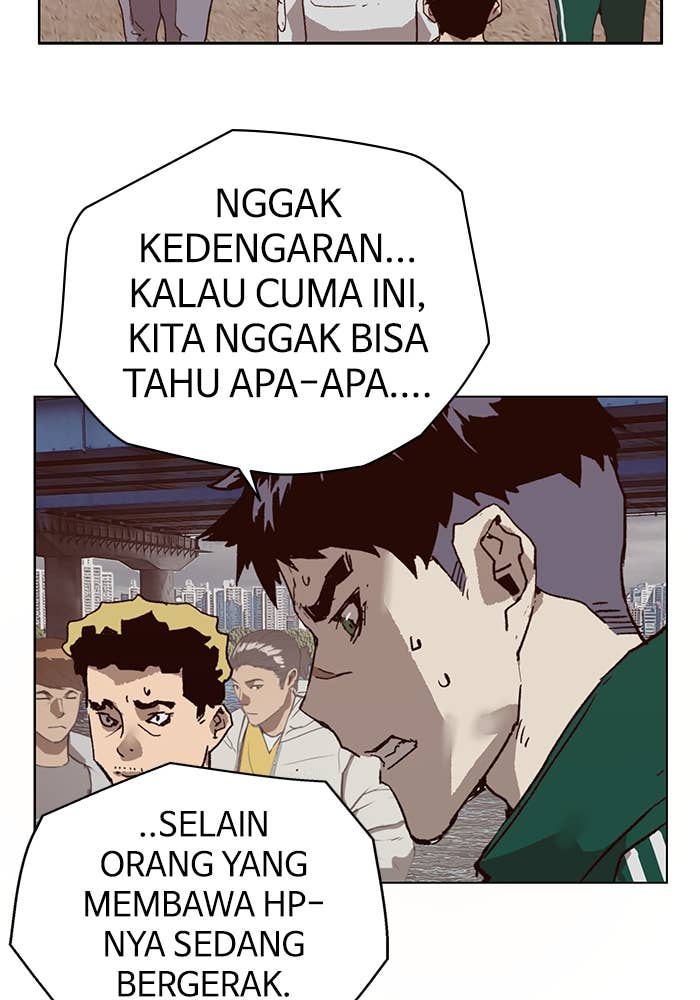 NGGAK
KEDENGARAN...
KALAU CUMA INI,
KITA NGGAK BISA
TAHU APA-APA....
..SELAIN
ORANG YANG
MEMBAWA HP-
NYA SEDANG
BERGERAK.